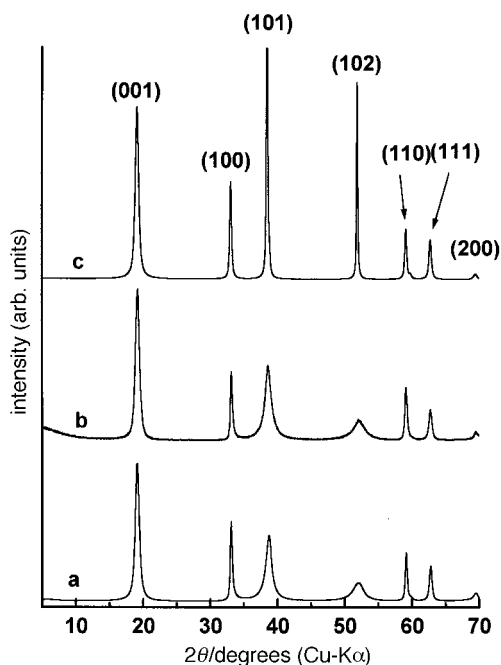 (101)
(102)
(001)
(100)
(110)(111)
(200)
c
b
a
intensity (arb. units)
10 20 30 40 50 60 70
2θ/degrees (Cu-Kα)